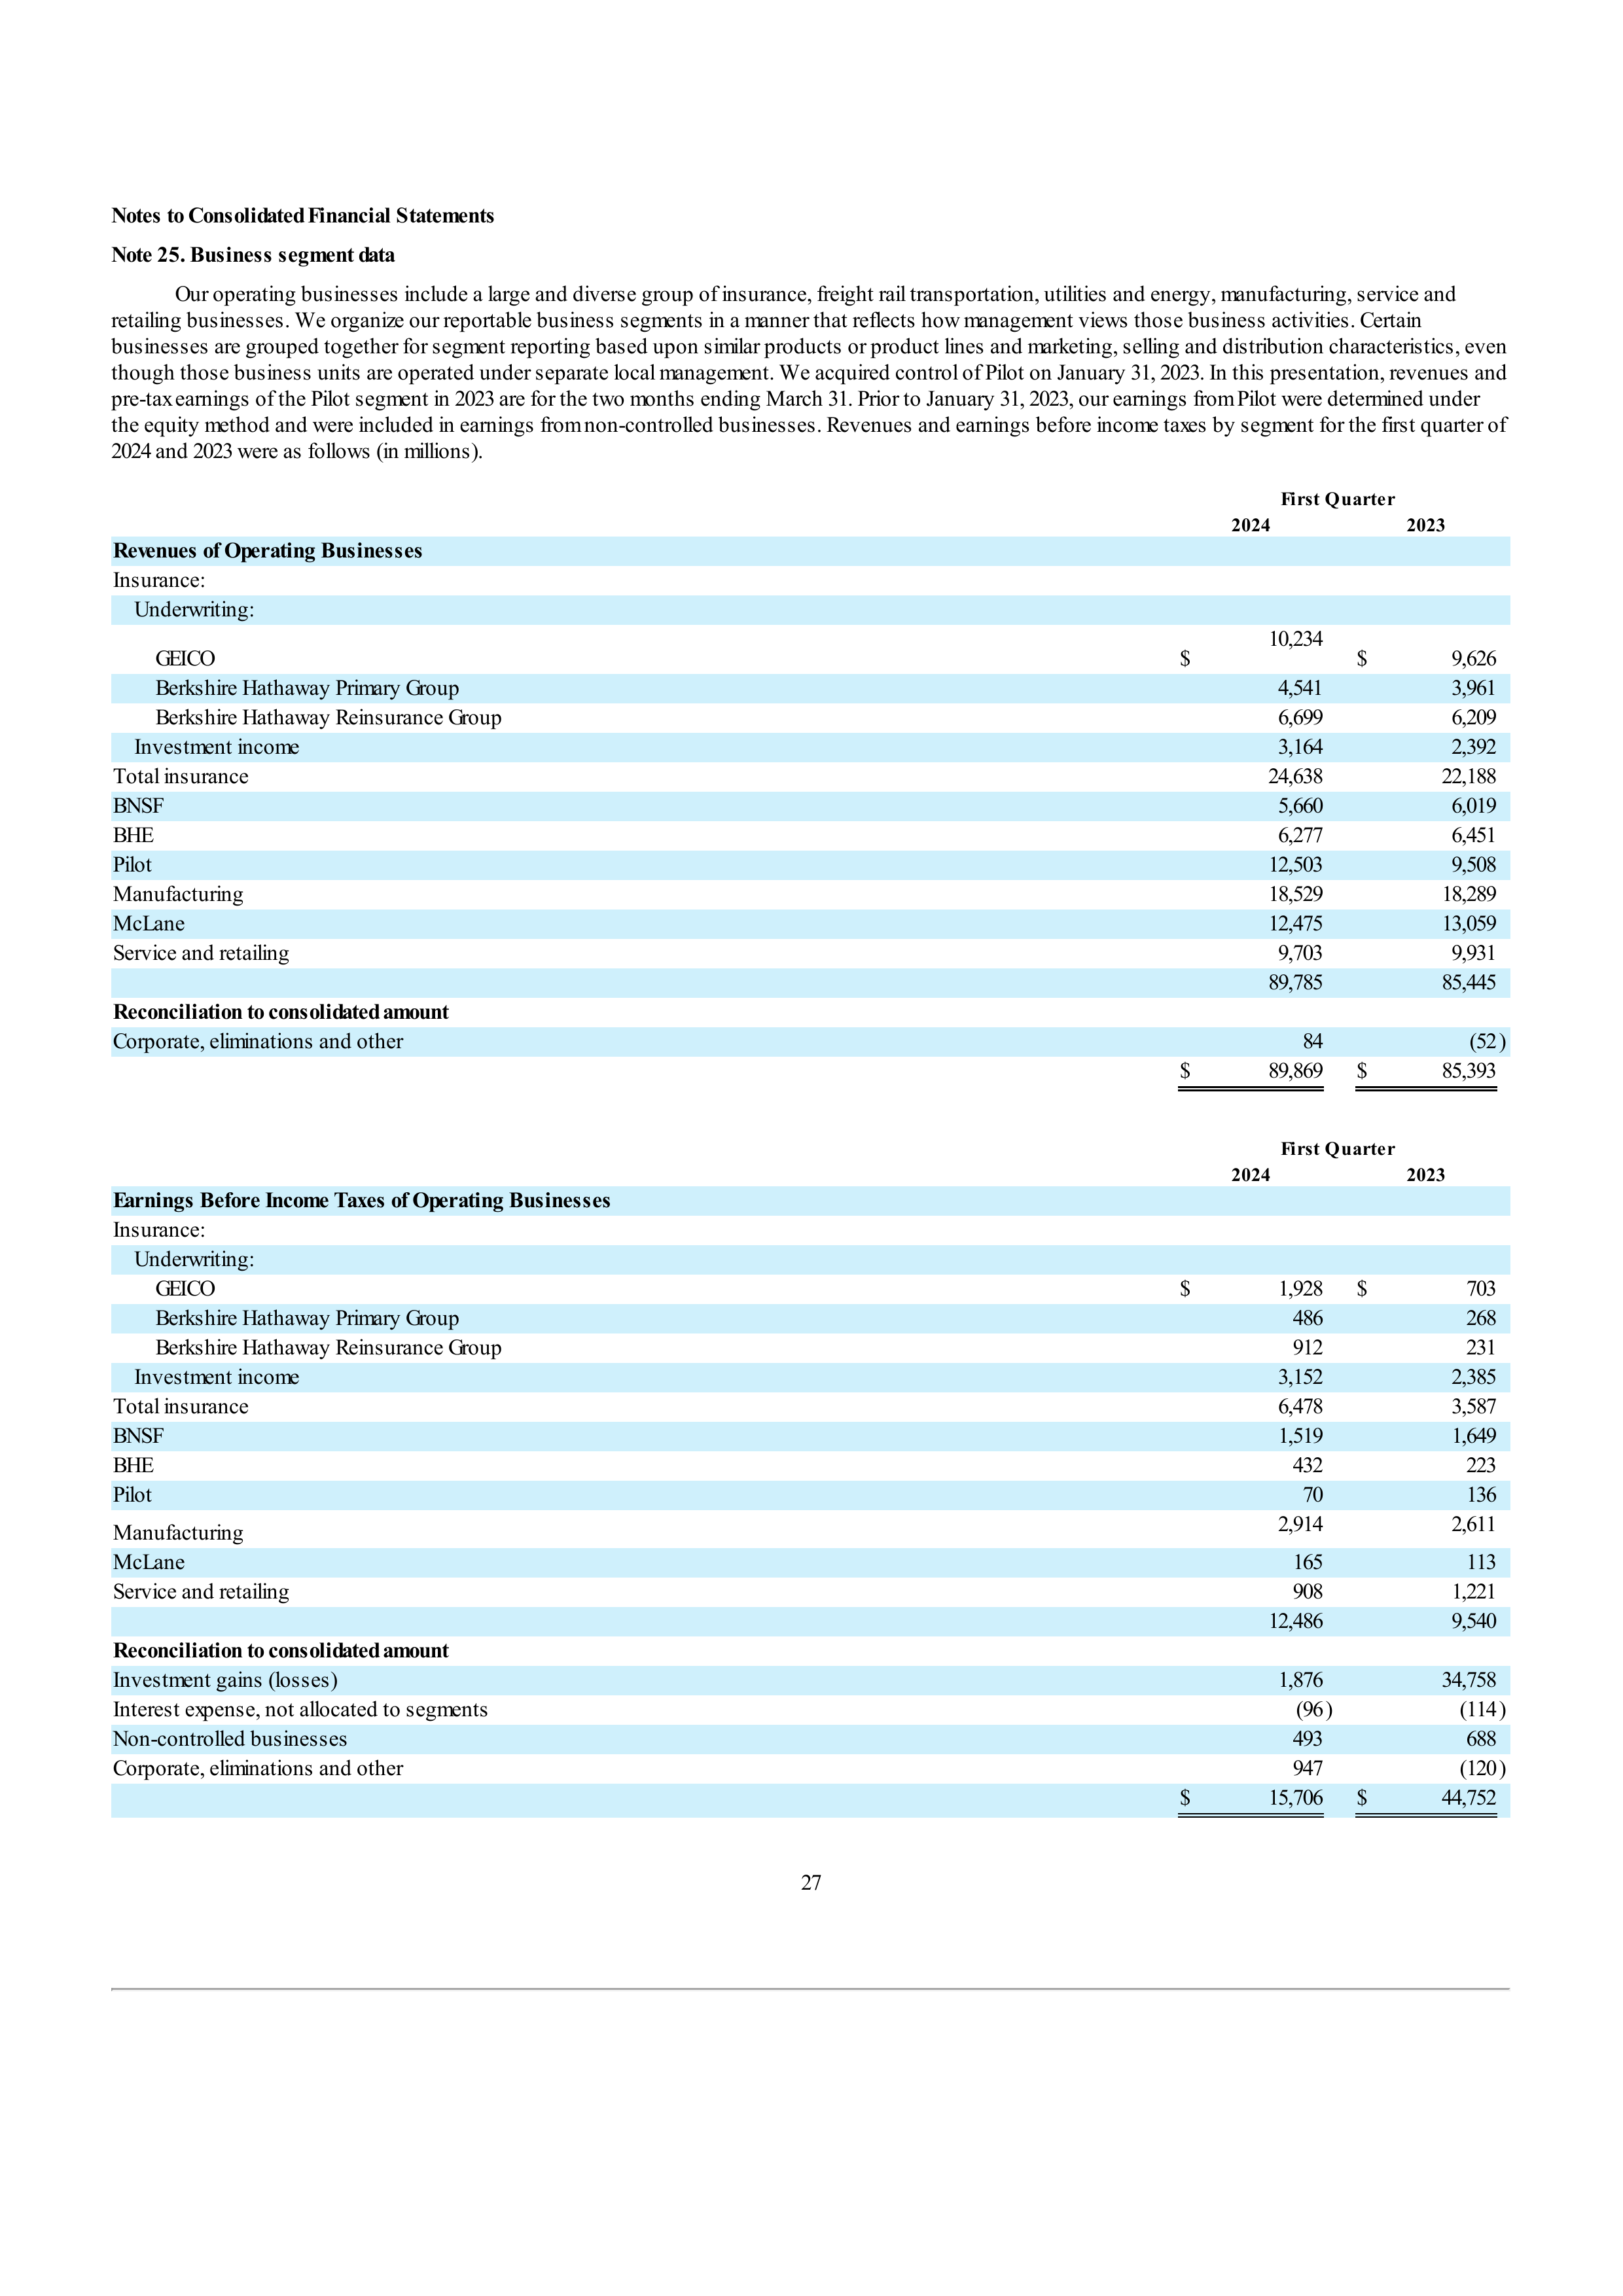 Notes to Consolidated Financial Statements
Note 25. Business segment data
Our operating businesses include a large and diverse group of insurance, freight rail transportation, utilities and energy, manufacturing, service and
retailing businesses. We organize our reportable business segments in a manner that reflects how management views those business activities. Certain
businesses are grouped together for segment reporting based upon similar products or product lines and marketing, selling and distribution characteristics, even
though those business units are operated under separate local management. We acquired control of Pilot on January 31, 2023. In this presentation, revenues and
pre-tax earnings of the Pilot segment in 2023 are for the two months ending March 31. Prior to January 31, 2023, our earnings from Pilot were determined under
the equity method and were included in earnings from non-controlled businesses. Revenues and earnings before income taxes by segment for the first quarter of
2024 and 2023 were as follows (in millions).
First Quarter
2024 2023
Revenues of Operating Businesses
Insurance:
Underwriting:
GEICO $ 10,234 $ 9,626
Berkshire Hathaway Primary Group 4,541 3,961
Berkshire Hathaway Reinsurance Group 6,699 6,209
Investment income 3,164 2,392
Total insurance 24,638 22,188
BNSF 5,660 6,019
BHE 6,277 6,451
Pilot 12,503 9,508
Manufacturing 18,529 18,289
McLane 12,475 13,059
Service and retailing 9,703 9,931
89,785 85,445
Reconciliation to consolidated amount
Corporate, eliminations and other 84 (52)
$ 89,869 $ 85,393
First Quarter
2024 2023
Earnings Before Income Taxes of Operating Businesses
Insurance:
Underwriting:
GEICO $ 1,928 $ 703
Berkshire Hathaway Primary Group 486 268
Berkshire Hathaway Reinsurance Group 912 231
Investment income 3,152 2,385
Total insurance 6,478 3,587
BNSF 1,519 1,649
BHE 432 223
Pilot 70 136
Manufacturing 2,914 2,611
McLane 165 113
Service and retailing 908 1,221
12,486 9,540
Reconciliation to consolidated amount
Investment gains (losses) 1,876 34,758
Interest expense, not allocated to segments (96) (114)
Non-controlled businesses 493 688
Corporate, eliminations and other 947 (120)
$ 15,706 $ 44,752
27